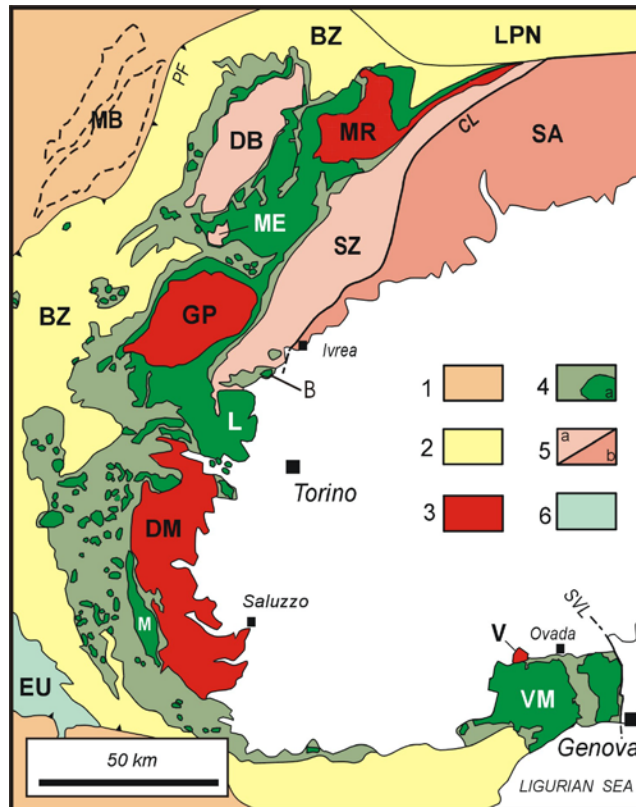 BZ
LPN
PF
MB
DB
MR
CL
SA
ME
SZ
BZ
GP
Ivrea
B
L
1
4
a
2
5
a
b
3
6
Torino
DM
M
Saluzzo
SVL
V
Ovada
EU
VM
Genova
50 km
LIGURIAN SEA